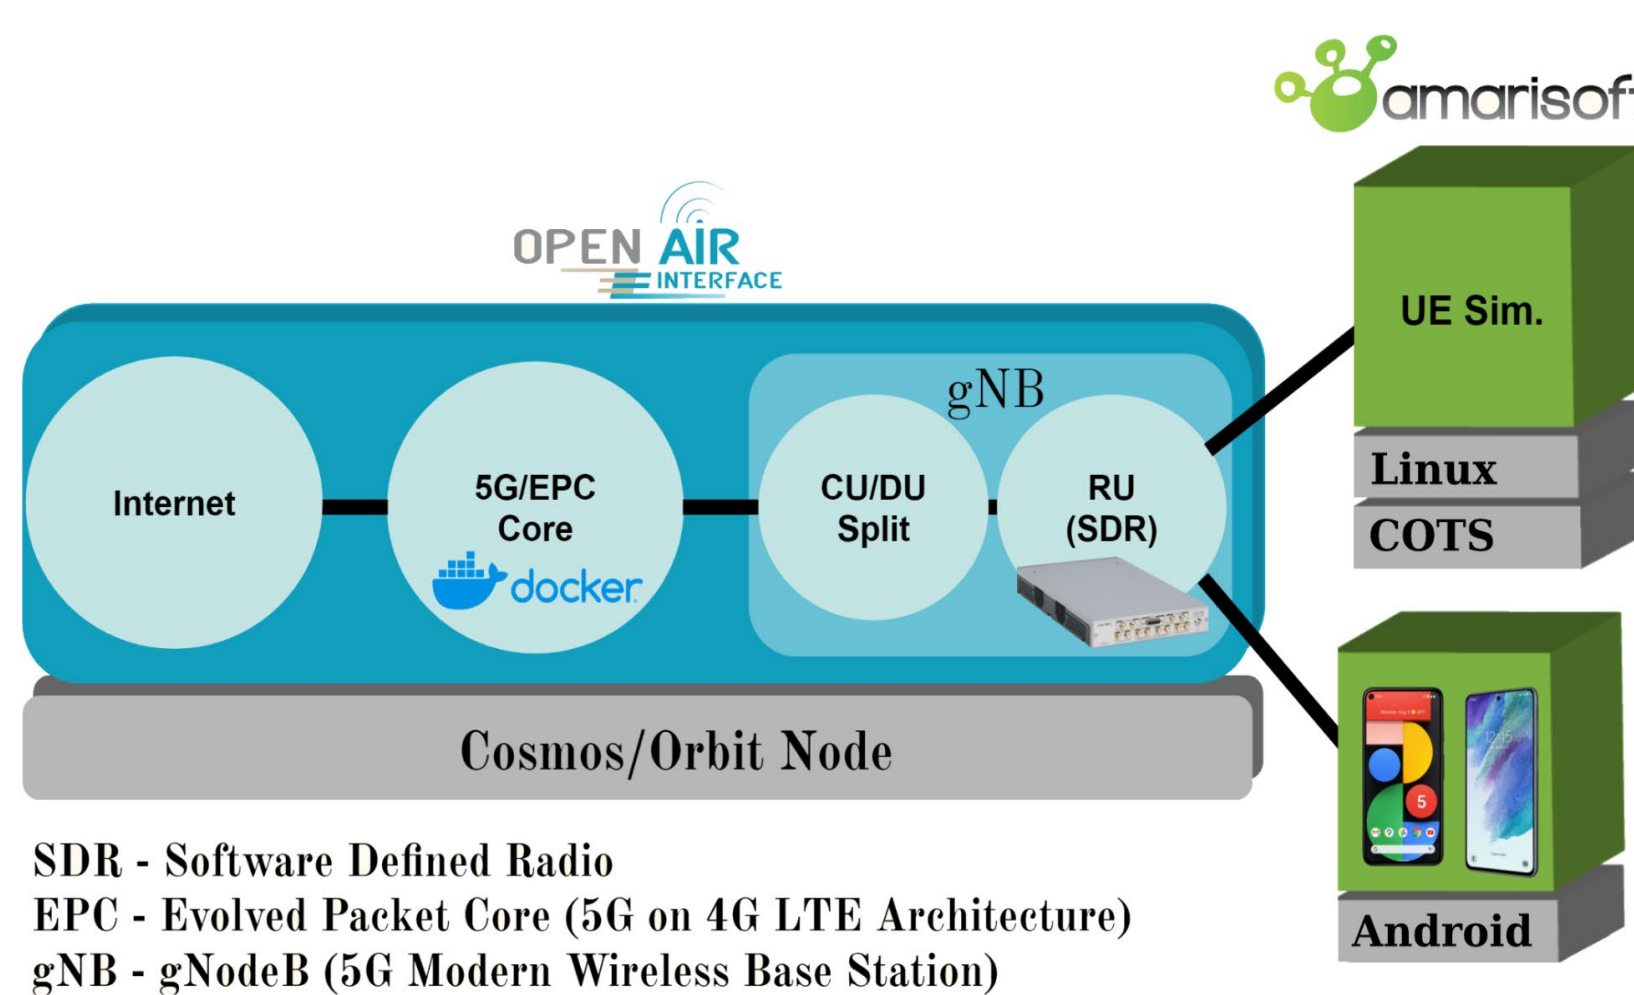 amarisoft
OPEN AIR
INTERFACE
UE Sim.
gNB
Internet
5G/EPC
Core
docker
CU/DU
Split
RU
(SDR)
Linux
COTS
Cosmos/Orbit Node
12:45
5
Android
SDR - Software Defined Radio
EPC - Evolved Packet Core (5G on 4G LTE Architecture)
gNB - gNodeB (5G Modern Wireless Base Station)